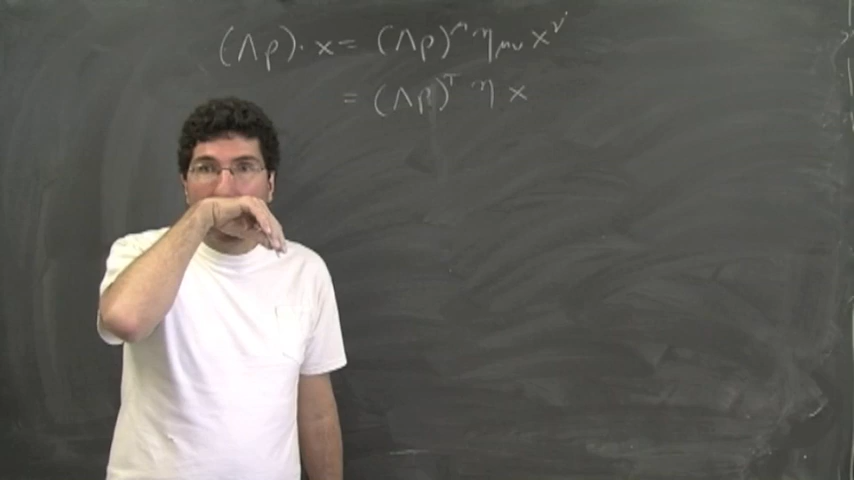 (Λp)·x = (Λp)^μ η_μν x^ν
= (Λp)^T η x